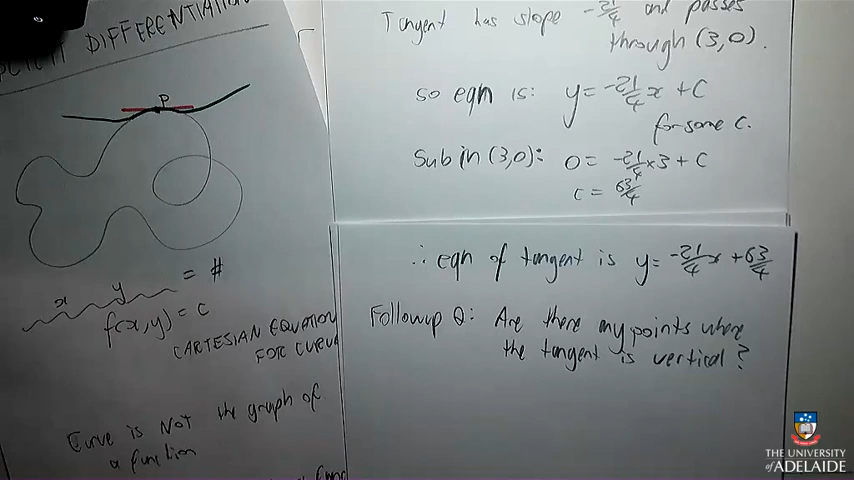 DIFFERENTIATION
P
x y = #
f(x,y) = c
CARTESIAN EQUATION
FOR CURVE
Curve is NOT the graph of
a function
Tangent has slope -21/4 and passes
through (3,0).
so eqn is: y = -21/4 x + C
for some C.
Sub in (3,0): 0 = -21/4 × 3 + C
C = 63/4
∴ eqn of tangent is y = -21/4 x + 63/4
Followup Q: Are there any points where
the tangent is vertical?
THE UNIVERSITY
of ADELAIDE